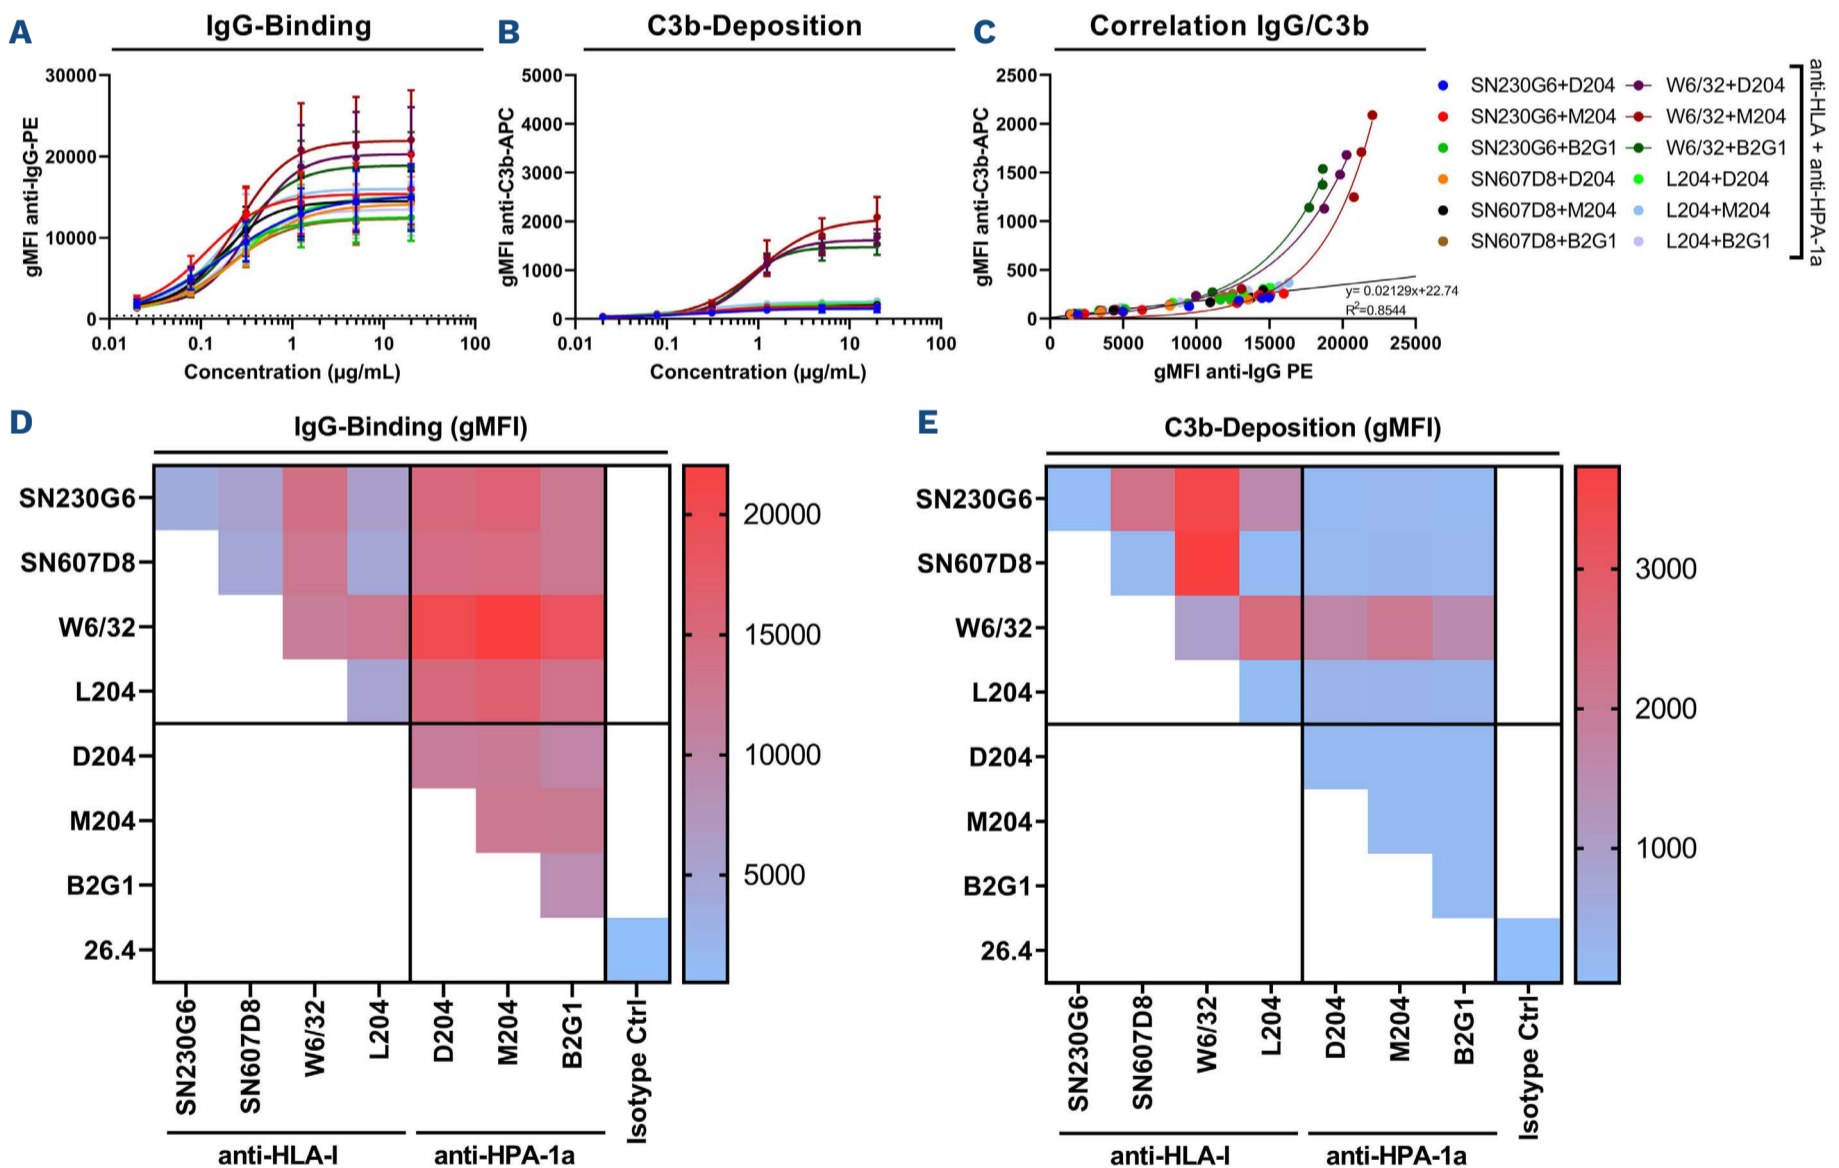 A
IgG-Binding
gMFI anti-IgG-PE
30000
20000
10000
0
0.01
0.1
1
10
100
Concentration (µg/mL)
B
C3b-Deposition
gMFI anti-C3b-APC
5000
4000
3000
2000
1000
0
0.01
0.1
1
10
100
Concentration (µg/mL)
C
Correlation IgG/C3b
gMFI anti-C3b-APC
2500
2000
1500
1000
500
0
0
5000
10000
15000
20000
25000
gMFI anti-IgG PE
y= 0.02129x+22.74
R²=0.8544
SN230G6+D204
SN230G6+M204
SN230G6+B2G1
SN607D8+D204
SN607D8+M204
SN607D8+B2G1
W6/32+D204
W6/32+M204
W6/32+B2G1
L204+D204
L204+M204
L204+B2G1
anti-HLA + anti-HPA-1a
D
IgG-Binding (gMFI)
SN230G6
SN607D8
W6/32
L204
D204
M204
B2G1
26.4
SN230G6
SN607D8
W6/32
L204
D204
M204
B2G1
Isotype Ctrl
anti-HLA-I
anti-HPA-1a
20000
15000
10000
5000
E
C3b-Deposition (gMFI)
SN230G6
SN607D8
W6/32
L204
D204
M204
B2G1
26.4
SN230G6
SN607D8
W6/32
L204
D204
M204
B2G1
Isotype Ctrl
anti-HLA-I
anti-HPA-1a
3000
2000
1000